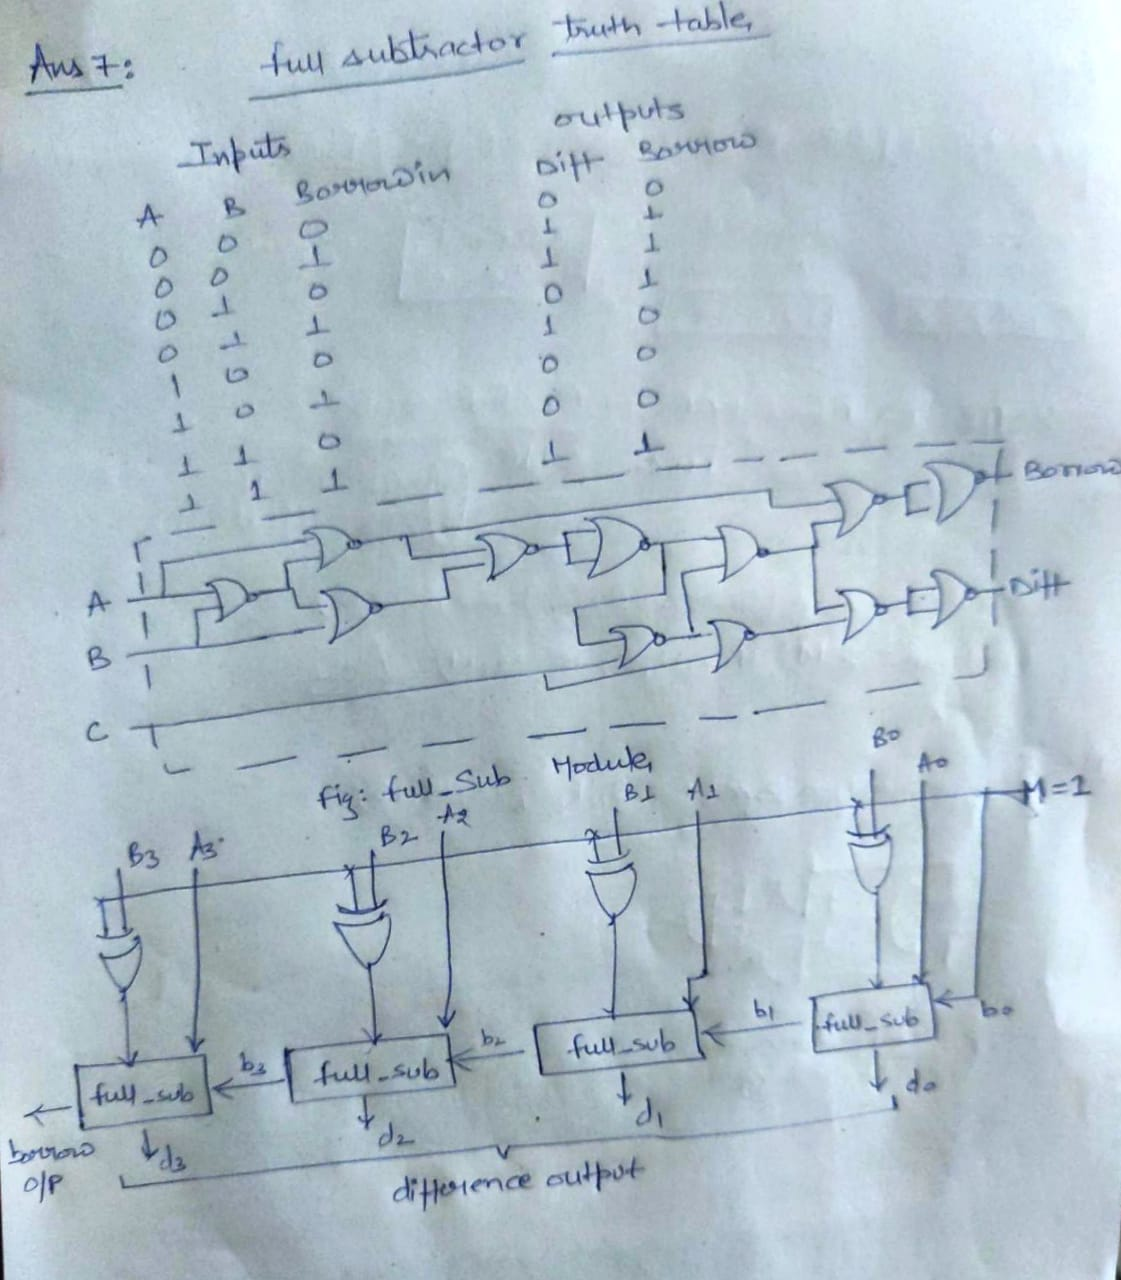 Ans 7: full subtractor truth table,
Inputs outputs
A B Borrowin Diff Borrow
0 0 0 0 0
0 0 1 1 1
0 1 0 1 1
0 1 1 0 1
1 0 0 1 0
1 0 1 0 0
1 1 0 0 0
1 1 1 1 1
Borrow
A
Diff
B
C
fig: full_Sub Module,
B3 A3 B2 A2 B1 A1 B0 A0 M=1
full_sub b3 full_sub b2 full_sub b1 full_sub b0
borrow O/P d3 d2 d1 d0
difference output